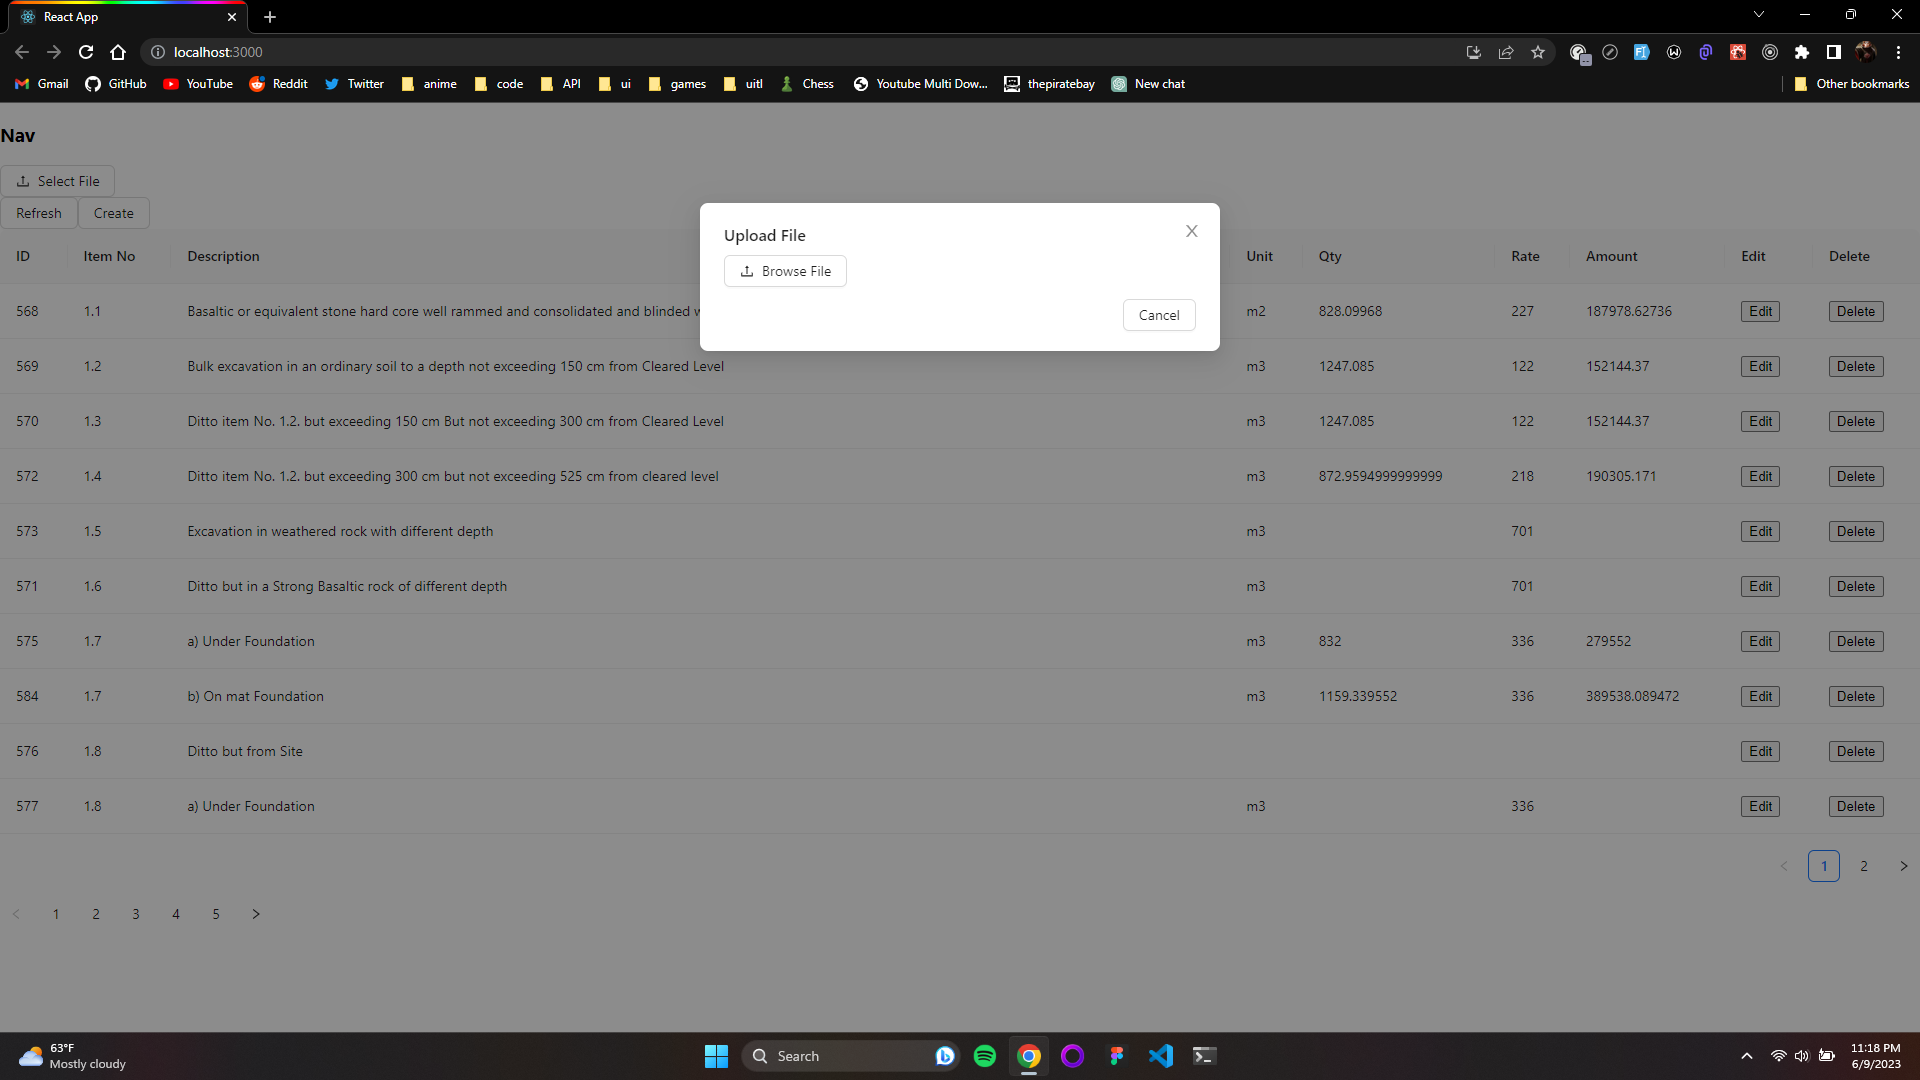 React App
localhost:3000
Gmail GitHub YouTube Reddit Twitter anime code API ui games uitl Chess Youtube Multi Dow... thepiratebay New chat Other bookmarks
Nav
Select File
Refresh Create
Upload File
Browse File
Cancel
ID Item No Description Unit Qty Rate Amount Edit Delete
568 1.1 Basaltic or equivalent stone hard core well rammed and consolidated and blinded m2 828.09968 227 187978.62736 Edit Delete
569 1.2 Bulk excavation in an ordinary soil to a depth not exceeding 150 cm from Cleared Level m3 1247.085 122 152144.37 Edit Delete
570 1.3 Ditto item No. 1.2. but exceeding 150 cm But not exceeding 300 cm from Cleared Level m3 1247.085 122 152144.37 Edit Delete
572 1.4 Ditto item No. 1.2. but exceeding 300 cm but not exceeding 525 cm from cleared level m3 872.9594999999999 218 190305.171 Edit Delete
573 1.5 Excavation in weathered rock with different depth m3 701 Edit Delete
571 1.6 Ditto but in a Strong Basaltic rock of different depth m3 701 Edit Delete
575 1.7 a) Under Foundation m3 832 336 279552 Edit Delete
584 1.7 b) On mat Foundation m3 1159.339552 336 389538.089472 Edit Delete
576 1.8 Ditto but from Site Edit Delete
577 1.8 a) Under Foundation m3 336 Edit Delete
1 2
1 2 3 4 5
63°F
Mostly cloudy
Search
11:18 PM
6/9/2023